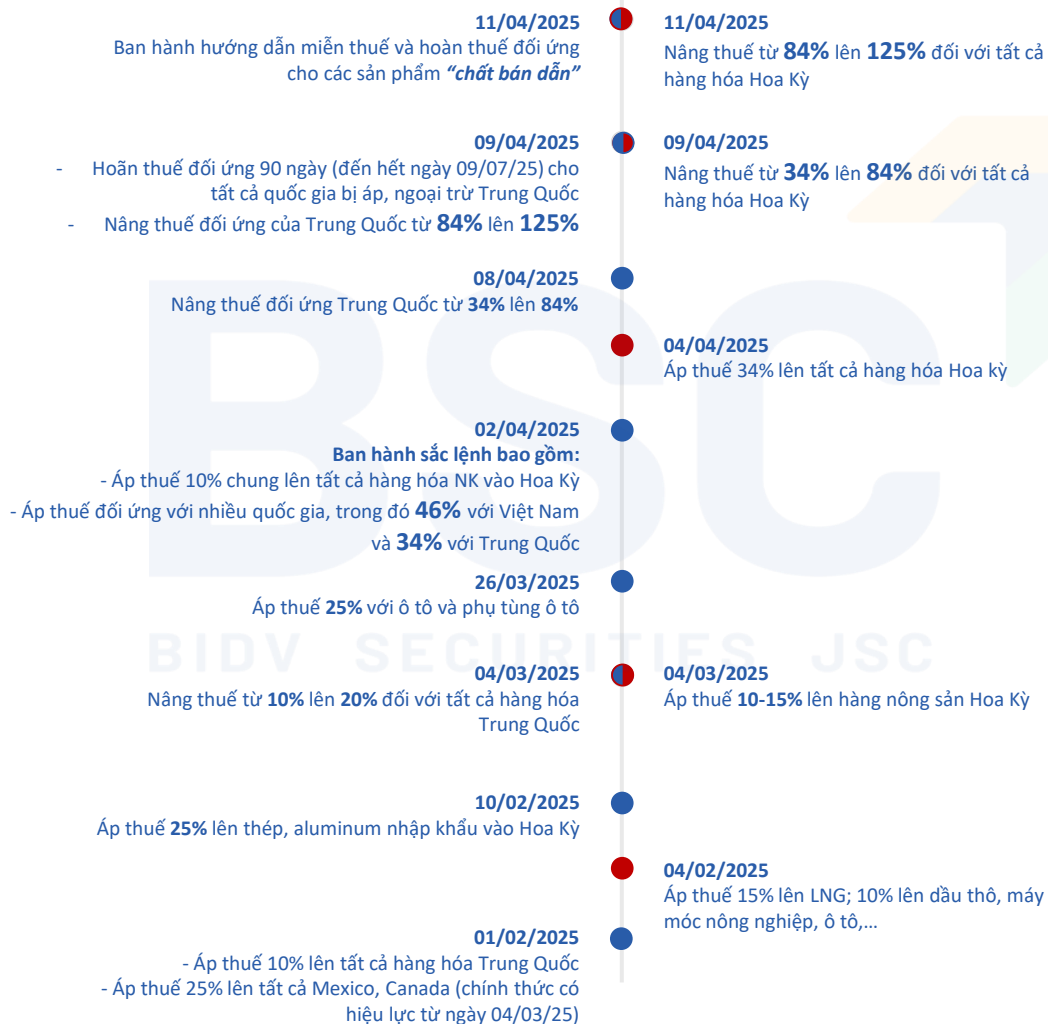 11/04/2025
Ban hành hướng dẫn miễn thuế và hoàn thuế đối ứng
cho các sản phẩm “chất bán dẫn”
11/04/2025
Nâng thuế từ 84% lên 125% đối với tất cả
hàng hóa Hoa Kỳ
09/04/2025
- Hoãn thuế đối ứng 90 ngày (đến hết ngày 09/07/25) cho
tất cả quốc gia bị áp, ngoại trừ Trung Quốc
- Nâng thuế đối ứng của Trung Quốc từ 84% lên 125%
09/04/2025
Nâng thuế từ 34% lên 84% đối với tất cả
hàng hóa Hoa Kỳ
08/04/2025
Nâng thuế đối ứng Trung Quốc từ 34% lên 84%
04/04/2025
Áp thuế 34% lên tất cả hàng hóa Hoa kỳ
02/04/2025
Ban hành sắc lệnh bao gồm:
- Áp thuế 10% chung lên tất cả hàng hóa NK vào Hoa Kỳ
- Áp thuế đối ứng với nhiều quốc gia, trong đó 46% với Việt Nam
và 34% với Trung Quốc
26/03/2025
Áp thuế 25% với ô tô và phụ tùng ô tô
04/03/2025
Nâng thuế từ 10% lên 20% đối với tất cả hàng hóa
Trung Quốc
04/03/2025
Áp thuế 10-15% lên hàng nông sản Hoa Kỳ
10/02/2025
Áp thuế 25% lên thép, aluminum nhập khẩu vào Hoa Kỳ
04/02/2025
Áp thuế 15% lên LNG; 10% lên dầu thô, máy
móc nông nghiệp, ô tô,…
01/02/2025
- Áp thuế 10% lên tất cả hàng hóa Trung Quốc
- Áp thuế 25% lên tất cả Mexico, Canada (chính thức có
hiệu lực từ ngày 04/03/25)
BSC
BIDV SECURITIES JSC